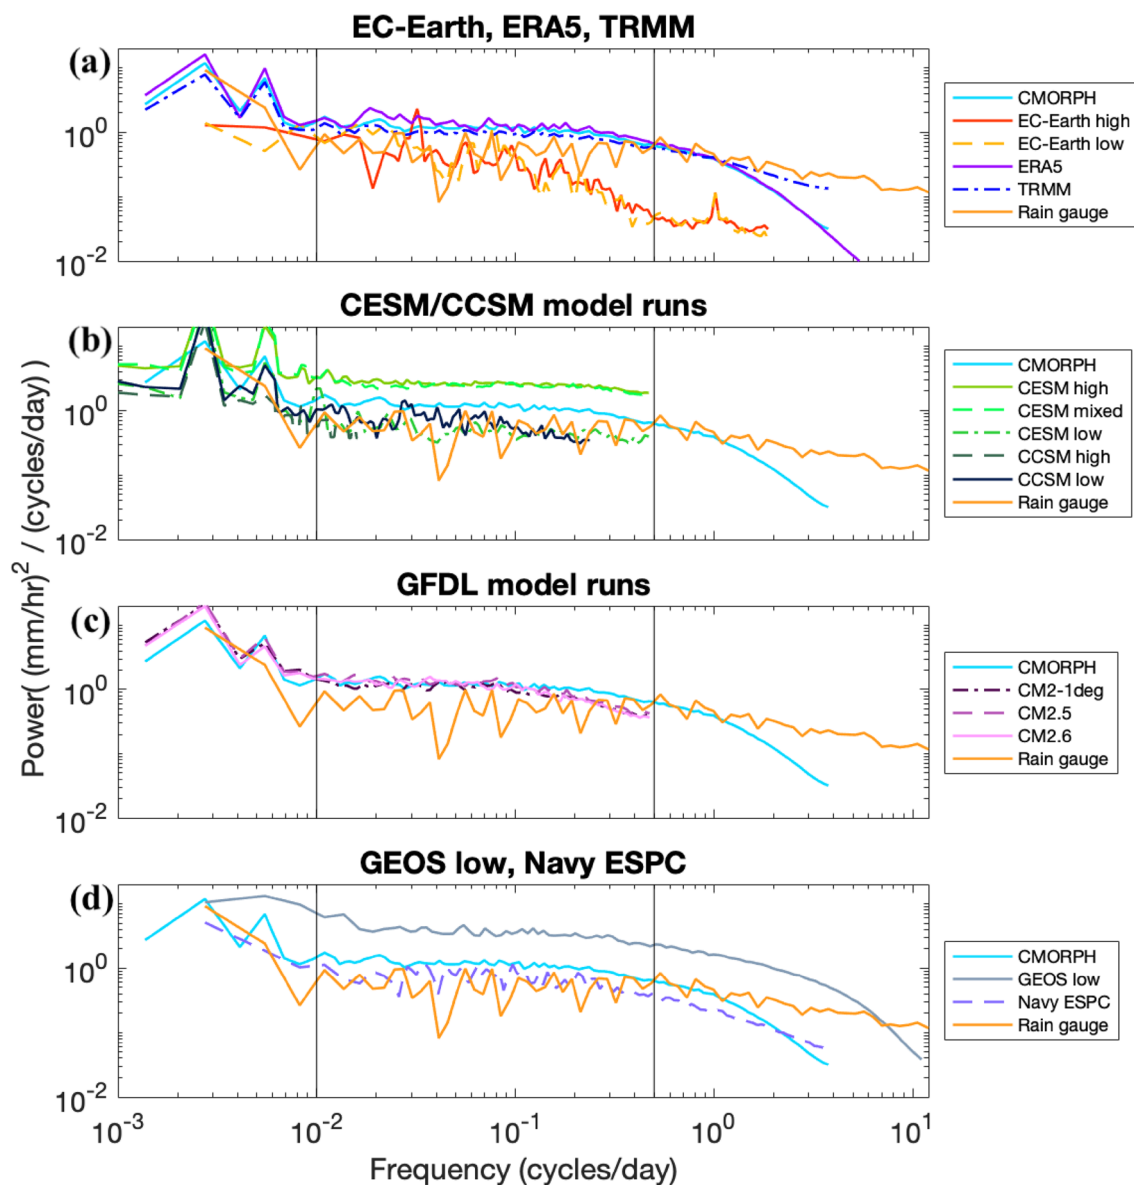 EC-Earth, ERA5, TRMM
(a)
10^0
10^-2
CMORPH
EC-Earth high
EC-Earth low
ERA5
TRMM
Rain gauge
CESM/CCSM model runs
(b)
10^0
10^-2
CMORPH
CESM high
CESM mixed
CESM low
CCSM high
CCSM low
Rain gauge
GFDL model runs
(c)
10^0
10^-2
CMORPH
CM2-1deg
CM2.5
CM2.6
Rain gauge
GEOS low, Navy ESPC
(d)
10^0
10^-2
CMORPH
GEOS low
Navy ESPC
Rain gauge
10^-3 10^-2 10^-1 10^0 10^1
Frequency (cycles/day)
Power( (mm/hr)^2 / (cycles/day) )